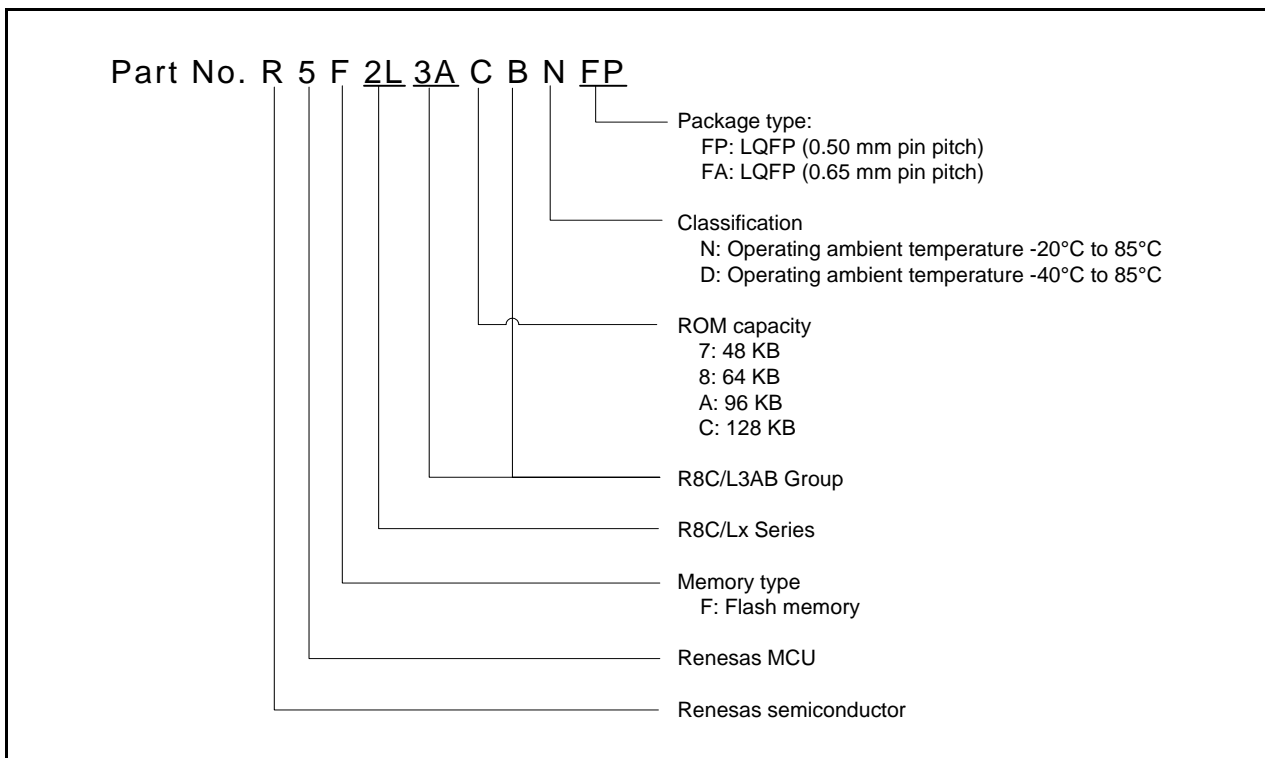 Part No. R 5 F 2L 3A C B N FP
Package type:
FP: LQFP (0.50 mm pin pitch)
FA: LQFP (0.65 mm pin pitch)
Classification
N: Operating ambient temperature -20°C to 85°C
D: Operating ambient temperature -40°C to 85°C
ROM capacity
7: 48 KB
8: 64 KB
A: 96 KB
C: 128 KB
R8C/L3AB Group
R8C/Lx Series
Memory type
F: Flash memory
Renesas MCU
Renesas semiconductor